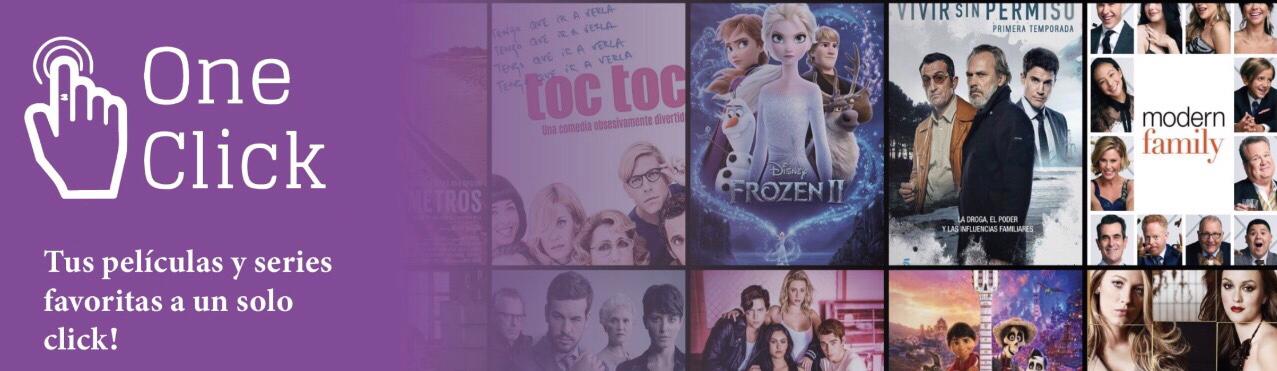 One
Click
Tus películas y series
favoritas a un solo
click!
TENGO QUE IR A VERLA
TENGO QUE IR A VERLA
TENGO QUE IR A VERLA
TENGO QUE IR A VERLA
toc toc
Una comedia obsesivamente divertid
ETROS
DISNEY
FROZEN II
VIVIR SIN PERMISO
PRIMERA TEMPORADA
LA DROGA, EL PODER
Y LAS INFLUENCIAS FAMILIARES
modern
family